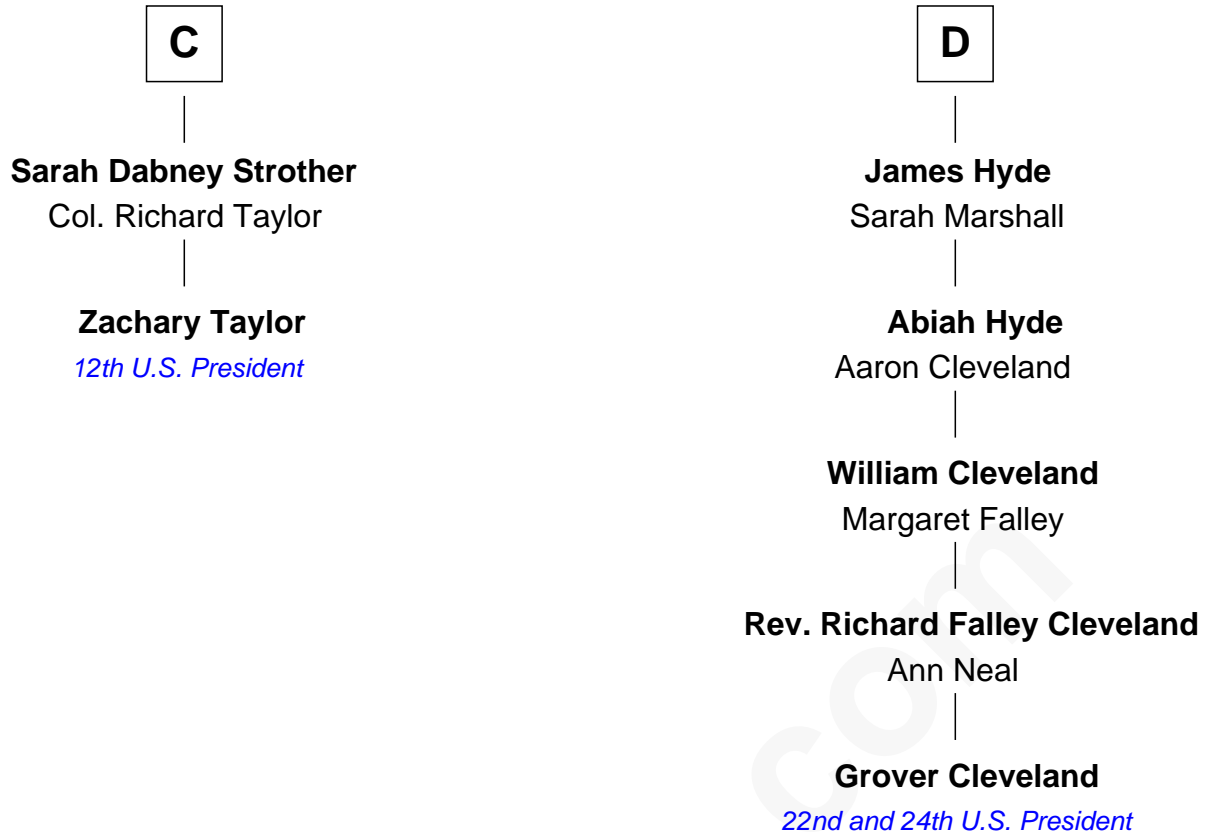 C
Sarah Dabney Strother
Col. Richard Taylor
Zachary Taylor
12th U.S. President
D
James Hyde
Sarah Marshall
Abiah Hyde
Aaron Cleveland
William Cleveland
Margaret Falley
Rev. Richard Falley Cleveland
Ann Neal
Grover Cleveland
22nd and 24th U.S. President
com